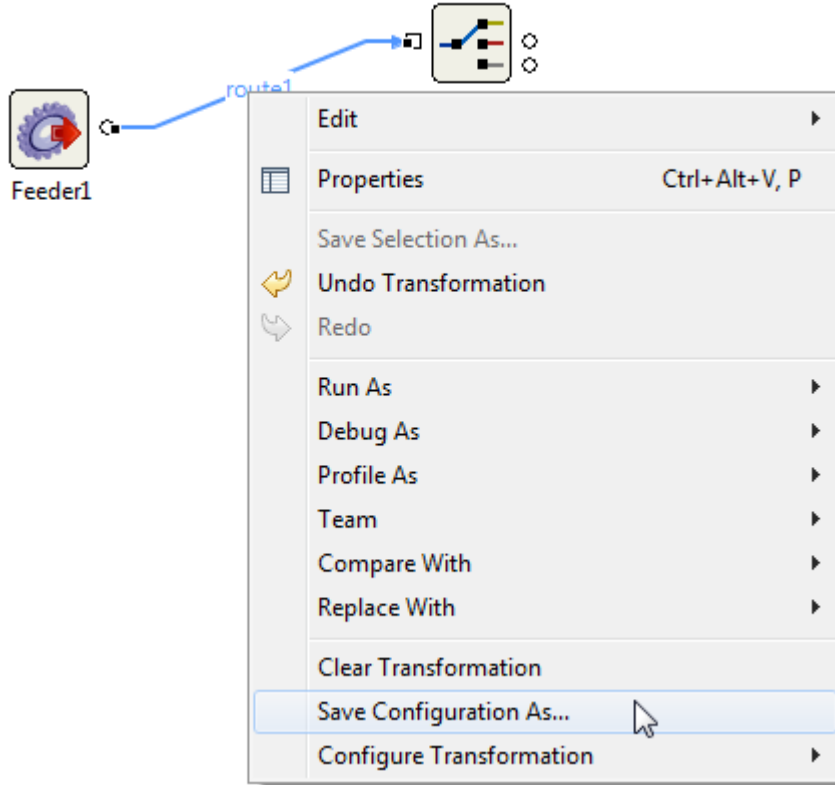 route1
Feeder1
Edit
Properties Ctrl+Alt+V, P
Save Selection As...
Undo Transformation
Redo
Run As
Debug As
Profile As
Team
Compare With
Replace With
Clear Transformation
Save Configuration As...
Configure Transformation